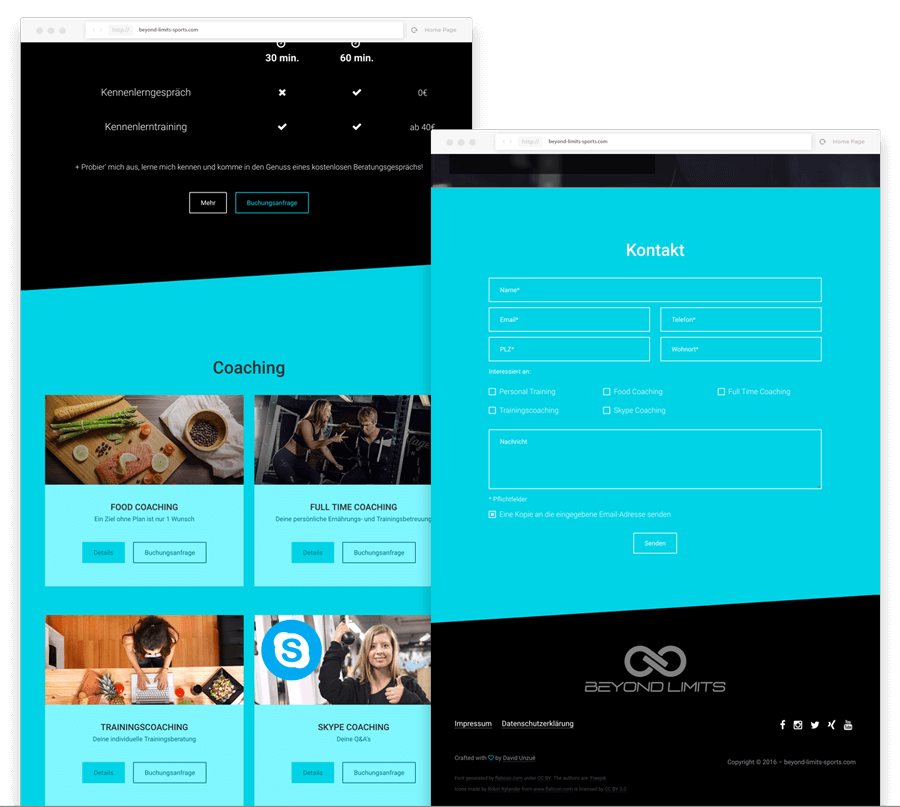 http://
beyond-limits-sports.com
Home Page
30 min.
60 min.
Kennenlerngespräch
0€
Kennenlerntraining
ab 40€
+ Probier' mich aus, lerne mich kennen und komme in den Genuss eines kostenlosen Beratungsgesprächs!
Mehr
Buchungsanfrage
Coaching
FOOD COACHING
Ein Ziel ohne Plan ist nur 1 Wunsch
Details
Buchungsanfrage
FULL TIME COACHING
Deine persönliche Ernährungs- und Trainingsbetreuung
Details
Buchungsanfrage
TRAININGSCOACHING
Deine individuelle Trainingsberatung
Details
Buchungsanfrage
S
SKYPE COACHING
Deine Q&A's
Details
Buchungsanfrage
http://
beyond-limits-sports.com
Home Page
Kontakt
Name*
Email*
Telefon*
PLZ*
Wohnort*
Interessiert an:
Personal Training
Food Coaching
Full Time Coaching
Trainingscoaching
Skype Coaching
Nachricht
* Pflichtfelder
Eine Kopie an die eingegebene Email-Adresse senden
Senden
BEYOND LIMITS
Impressum
Datenschutzerklärung
You
Tube
Crafted with ♡ by David Unzué
Copyright © 2016 – beyond-limits-sports.com
Font generated by flaticon.com under CC BY. The authors are: Freepik.
Icons made by Robin Kylander from www.flaticon.com is licensed by CC BY 3.0